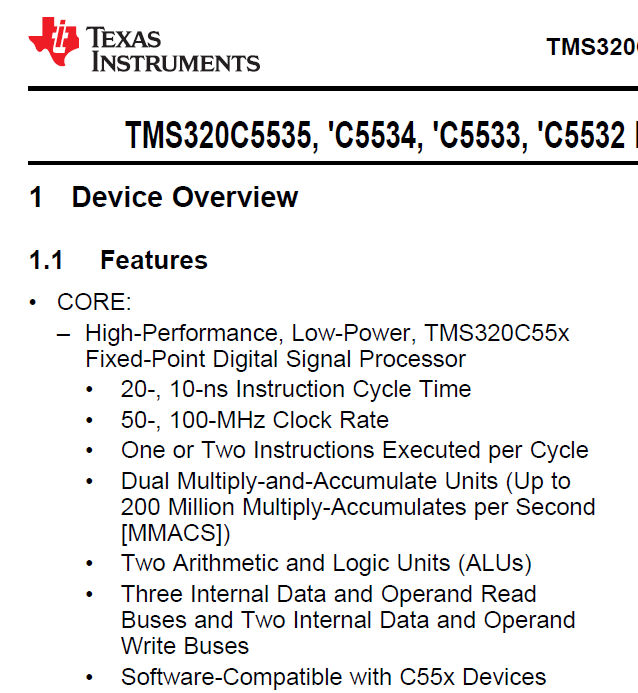 TEXAS
INSTRUMENTS
TMS320
TMS320C5535, 'C5534, 'C5533, 'C5532
1 Device Overview
1.1 Features
• CORE:
– High-Performance, Low-Power, TMS320C55x
Fixed-Point Digital Signal Processor
• 20-, 10-ns Instruction Cycle Time
• 50-, 100-MHz Clock Rate
• One or Two Instructions Executed per Cycle
• Dual Multiply-and-Accumulate Units (Up to
200 Million Multiply-Accumulates per Second
[MMACS])
• Two Arithmetic and Logic Units (ALUs)
• Three Internal Data and Operand Read
Buses and Two Internal Data and Operand
Write Buses
• Software-Compatible with C55x Devices